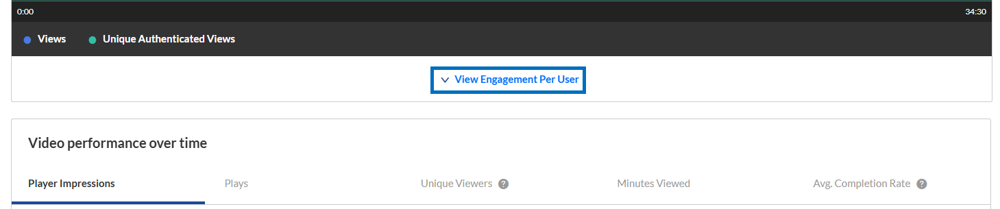 0:00 34:30
Views Unique Authenticated Views
View Engagement Per User
Video performance over time
Player Impressions Plays Unique Viewers ? Minutes Viewed Avg. Completion Rate ?